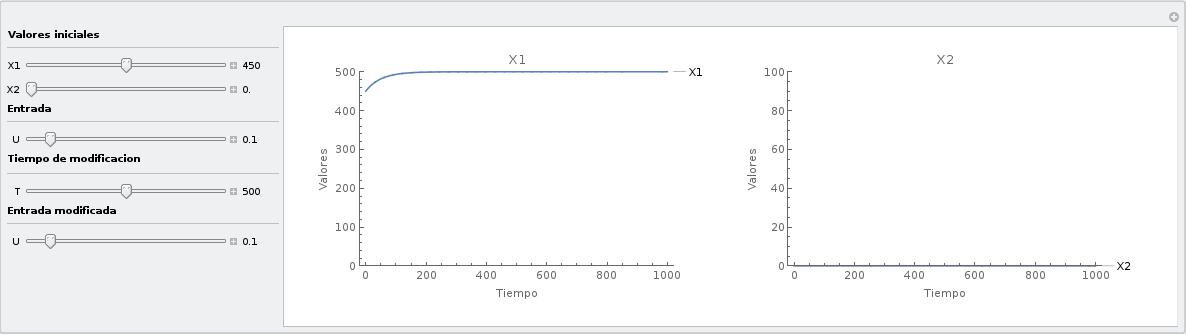 Valores iniciales
X1 450
X2 0.
Entrada
U 0.1
Tiempo de modificacion
T 500
Entrada modificada
U 0.1
X1
500
400
300
200
100
0
Valores
0 200 400 600 800 1000
Tiempo
X1
X2
100
80
60
40
20
0
Valores
0 200 400 600 800 1000
Tiempo
X2